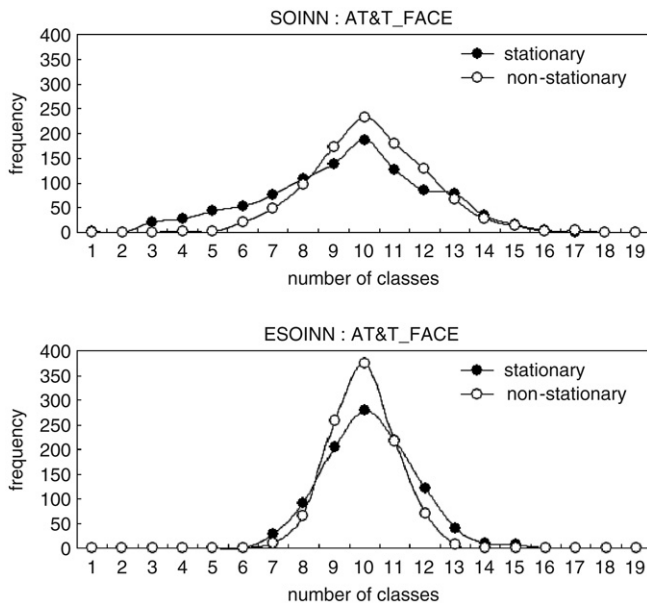 SOINN : AT&T_FACE
400
350
300
250
200
150
100
50
0
frequency
stationary
non-stationary
1 2 3 4 5 6 7 8 9 10 11 12 13 14 15 16 17 18 19
number of classes
ESOINN : AT&T_FACE
400
350
300
250
200
150
100
50
0
frequency
stationary
non-stationary
1 2 3 4 5 6 7 8 9 10 11 12 13 14 15 16 17 18 19
number of classes